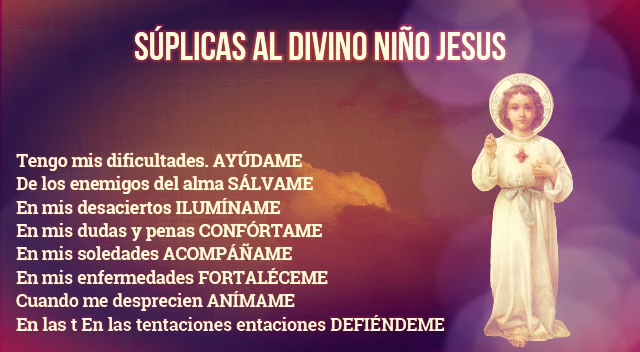 SÚPLICAS AL DIVINO NIÑO JESUS
Tengo mis dificultades. AYÚDAME
De los enemigos del alma SÁLVAME
En mis desaciertos ILUMÍNAME
En mis dudas y penas CONFÓRTAME
En mis soledades ACOMPÁÑAME
En mis enfermedades FORTALÉCEME
Cuando me desprecien ANÍMAME
En las t En las tentaciones entaciones DEFIÉNDEME